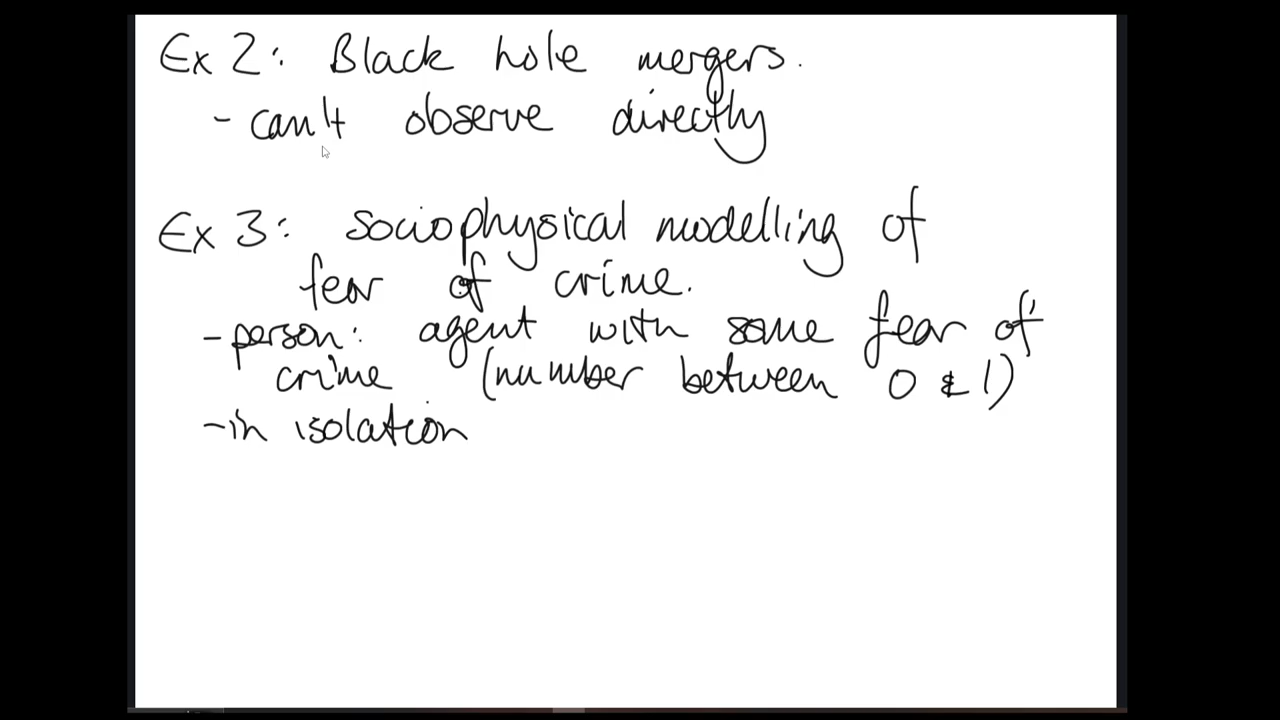 Ex 2: Black hole mergers.
- can't observe directly
Ex 3: sociophysical modelling of
fear of crime.
- person: agent with some fear of
crime (number between 0 & 1)
- in isolation